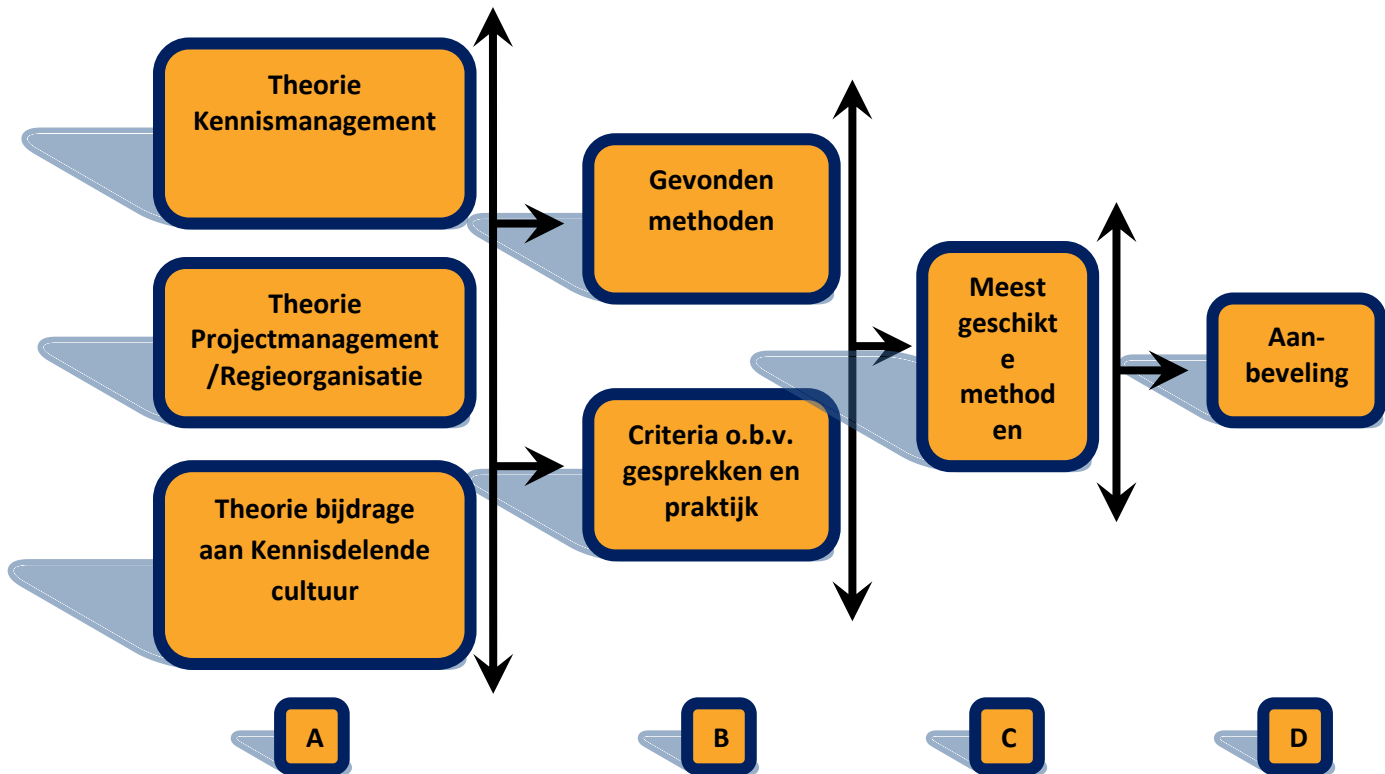 Theorie
Kennismanagement
Theorie
Projectmanagement
/Regieorganisatie
Theorie bijdrage
aan Kennisdelende
cultuur
Gevonden
methoden
Criteria o.b.v.
gesprekken en
praktijk
Meest
geschikt
e
method
en
Aan-
beveling
A
B
C
D